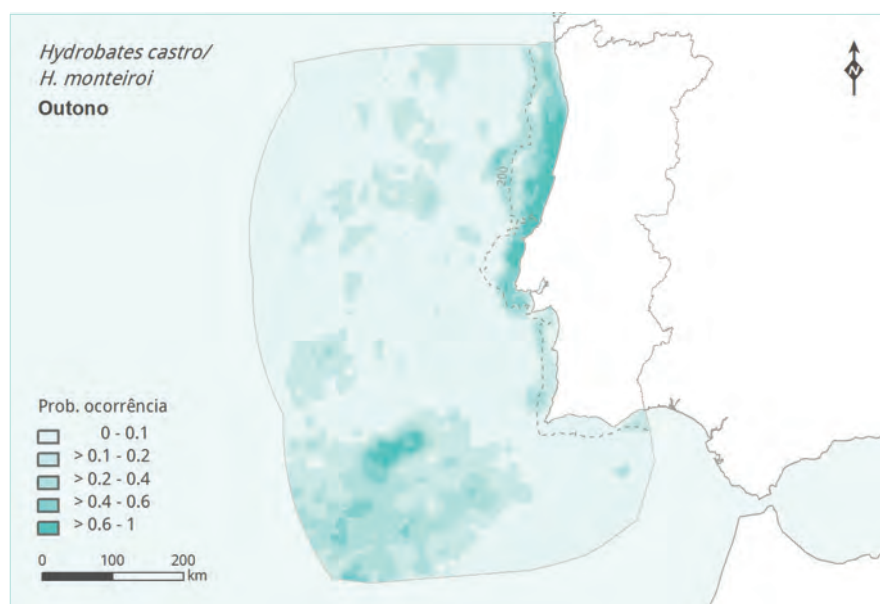 Hydrobates castro/
H. monteiroi
Outono
N
200
Prob. ocorrência
0 - 0.1
> 0.1 - 0.2
> 0.2 - 0.4
> 0.4 - 0.6
> 0.6 - 1
0 100 200
km